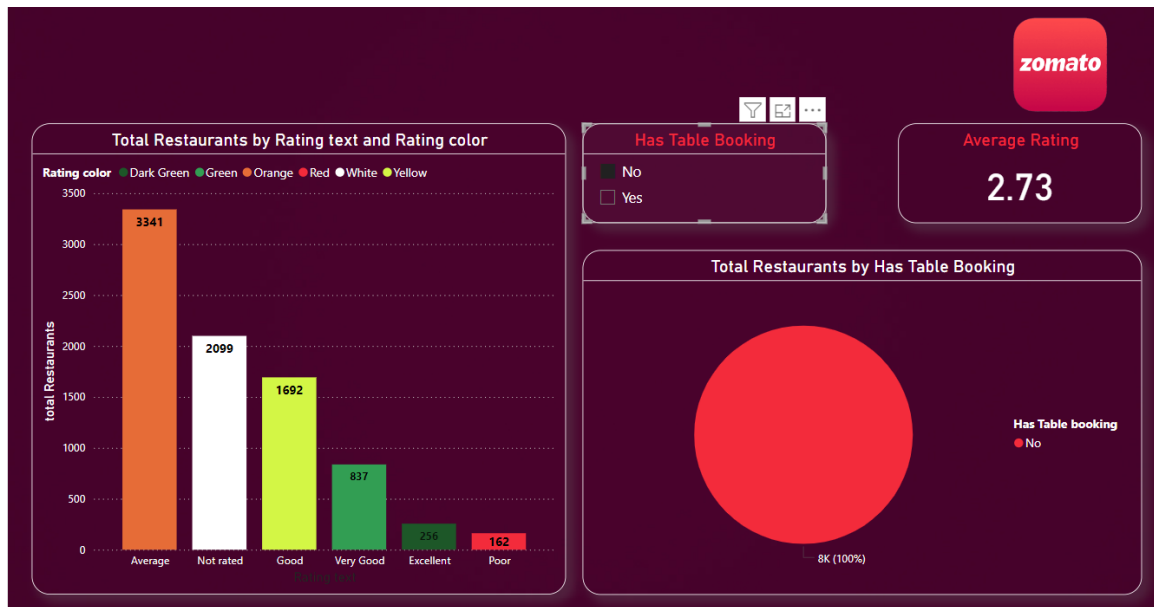 zomato
Total Restaurants by Rating text and Rating color
Rating color Dark Green Green Orange Red White Yellow
total Restaurants
3500
3000
2500
2000
1500
1000
500
0
3341
2099
1692
837
256
162
Average Not rated Good Very Good Excellent Poor
Rating text
Has Table Booking
No
Yes
Average Rating
2.73
Total Restaurants by Has Table Booking
Has Table booking
No
8K (100%)